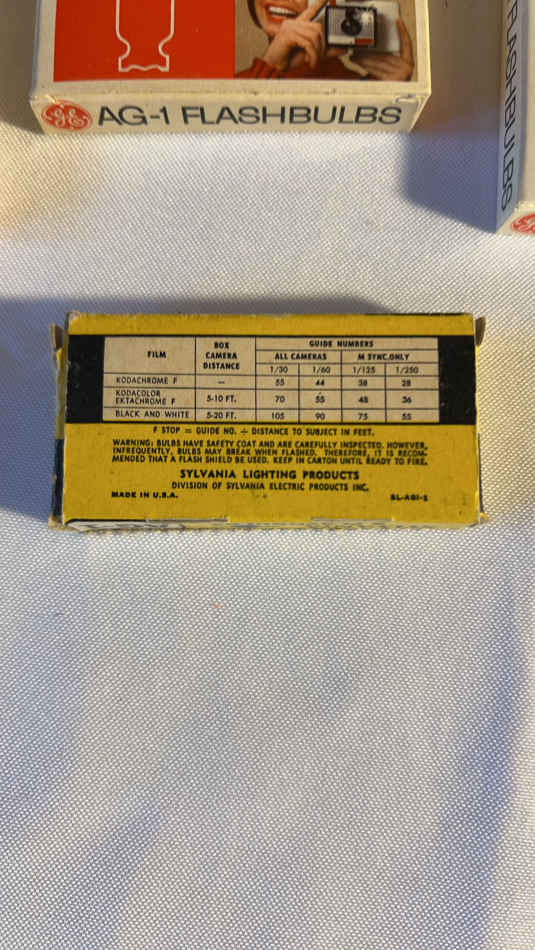 GE AG-1 FLASHBULBS
FLASHBULBS
GE
FILM
BOX CAMERA DISTANCE
GUIDE NUMBERS
ALL CAMERAS M SYNC.ONLY
1/30 1/60 1/125 1/250
KODACHROME F — 55 44 38 28
KODACOLOR
EKTACHROME F 5-10 FT. 70 55 45 36
BLACK AND WHITE 5-20 FT. 105 90 75 55
F STOP = GUIDE NO. ÷ DISTANCE TO SUBJECT IN FEET.
WARNING: BULBS HAVE SAFETY COAT AND ARE CAREFULLY INSPECTED. HOWEVER,
INFREQUENTLY, BULBS MAY BREAK WHEN FLASHED. THEREFORE, IT IS RECOM-
MENDED THAT A FLASH SHIELD BE USED. KEEP IN CARTON UNTIL READY TO FIRE.
SYLVANIA LIGHTING PRODUCTS
DIVISION OF SYLVANIA ELECTRIC PRODUCTS INC.
MADE IN U.S.A. SL-AG1-S